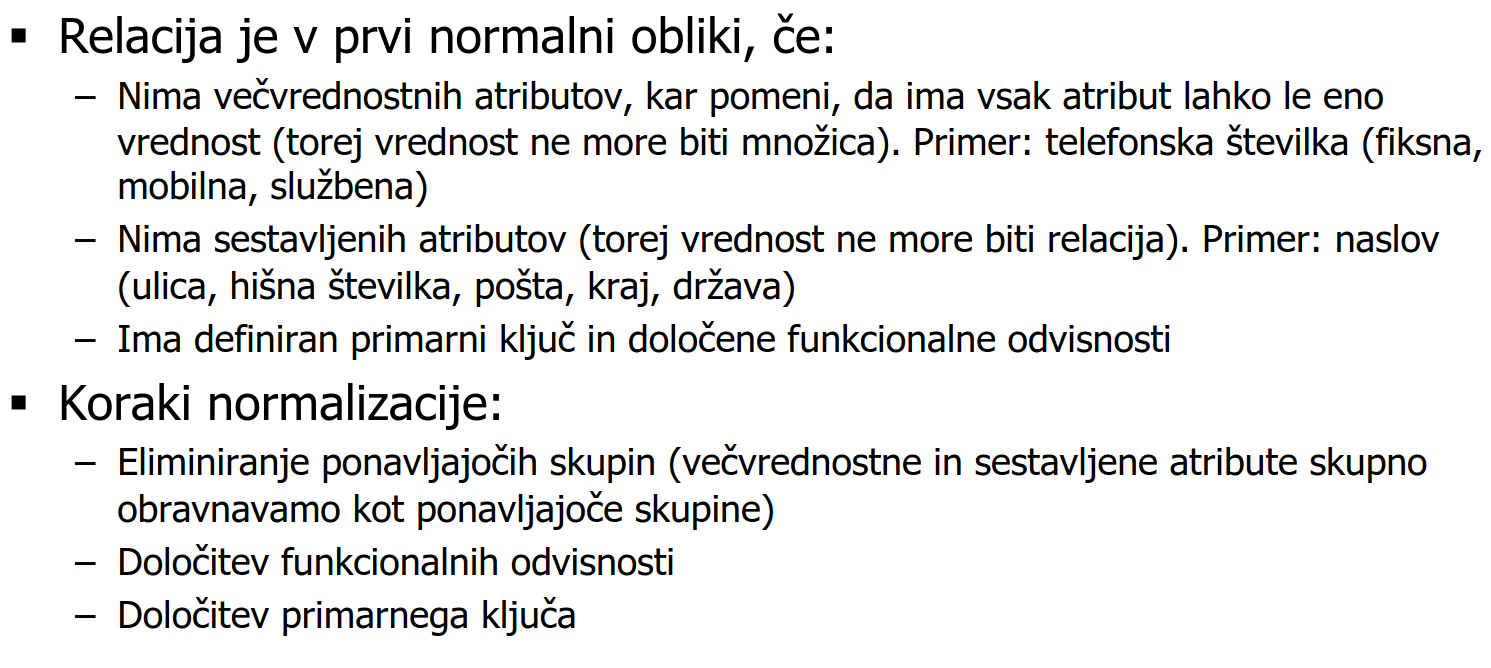 ▪ Relacija je v prvi normalni obliki, če:
– Nima večvrednostnih atributov, kar pomeni, da ima vsak atribut lahko le eno
vrednost (torej vrednost ne more biti množica). Primer: telefonska številka (fiksna,
mobilna, službena)
– Nima sestavljenih atributov (torej vrednost ne more biti relacija). Primer: naslov
(ulica, hišna številka, pošta, kraj, država)
– Ima definiran primarni ključ in določene funkcionalne odvisnosti
▪ Koraki normalizacije:
– Eliminiranje ponavljajočih skupin (večvrednostne in sestavljene atribute skupno
obravnavamo kot ponavljajoče skupine)
– Določitev funkcionalnih odvisnosti
– Določitev primarnega ključa